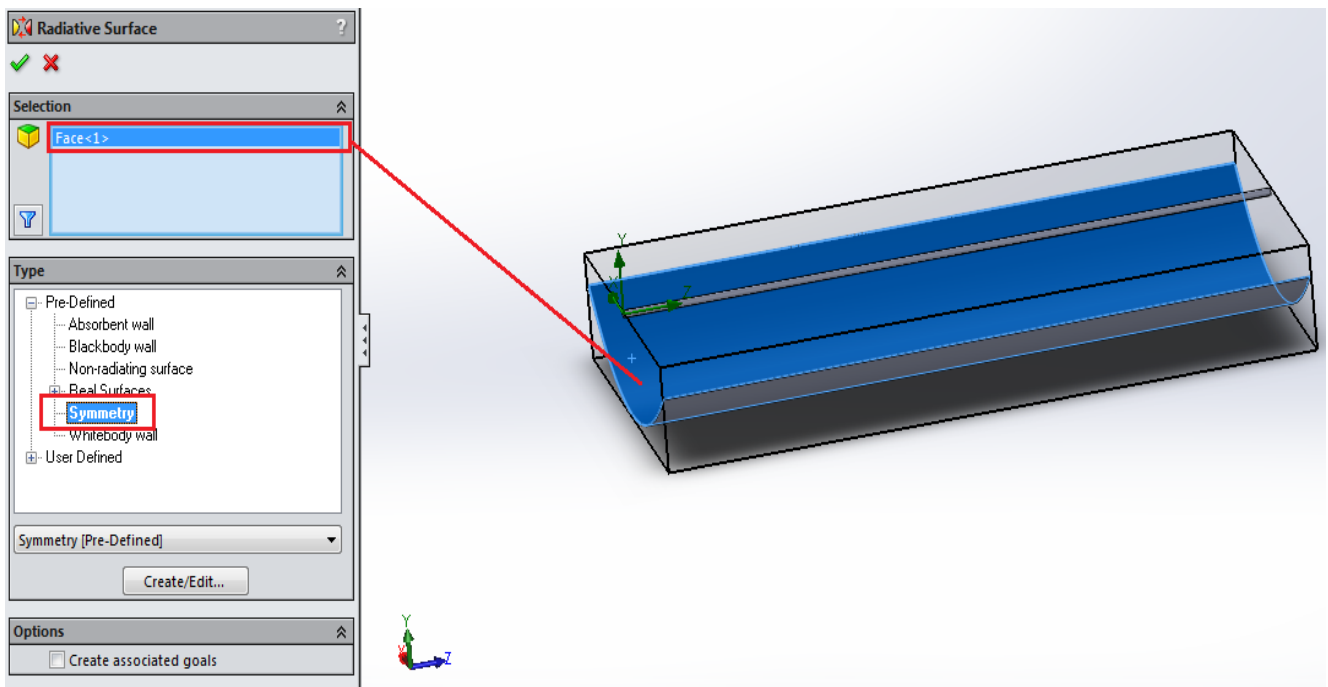 Radiative Surface ?
Selection
Face<1>
Type
Pre-Defined
Absorbent wall
Blackbody wall
Non-radiating surface
Real Surfaces
Symmetry
Whitebody wall
User Defined
Symmetry [Pre-Defined]
Create/Edit...
Options
Create associated goals
Y
Z
Y
Z